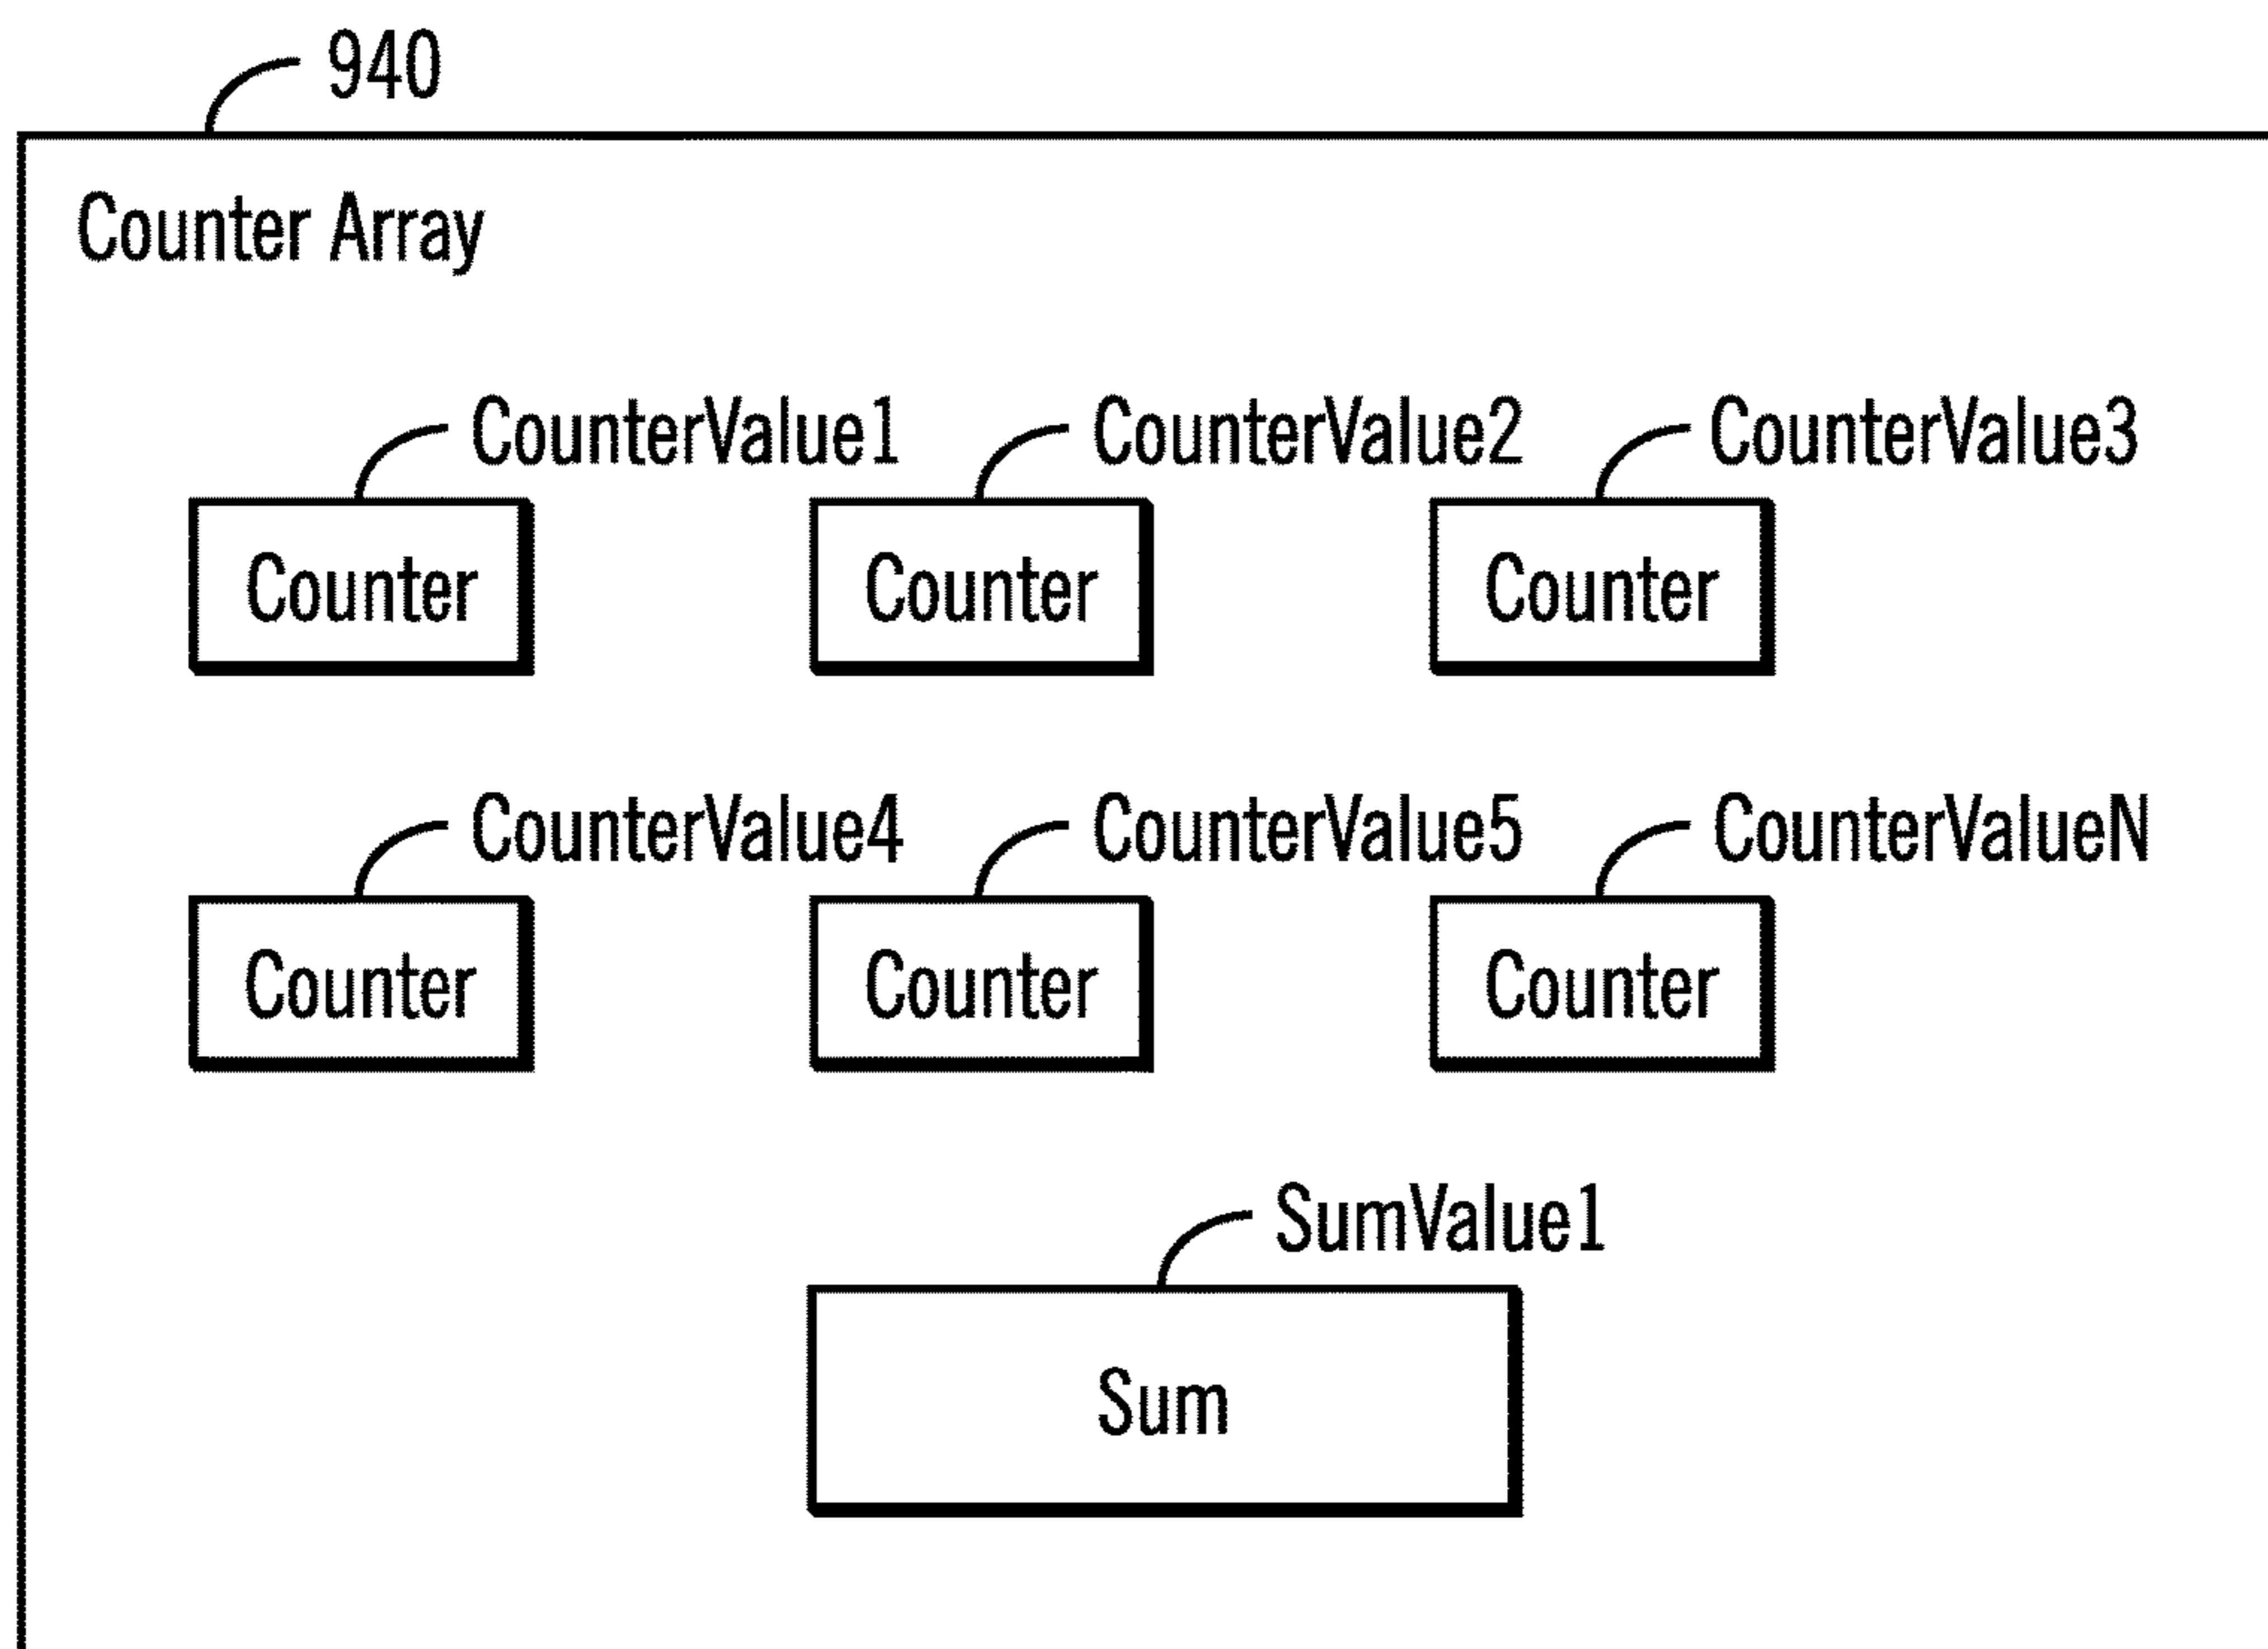 940
Counter Array
CounterValue1 CounterValue2 CounterValue3
Counter Counter Counter
CounterValue4 CounterValue5 CounterValueN
Counter Counter Counter
SumValue1
Sum